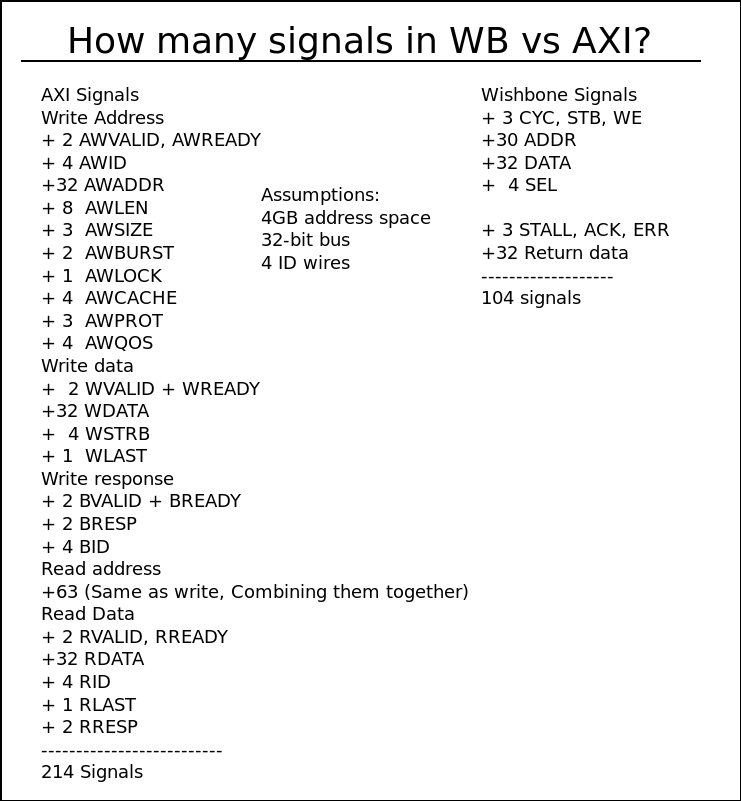 How many signals in WB vs AXI?
AXI Signals
Write Address
+ 2 AWVALID, AWREADY
+ 4 AWID
+32 AWADDR
+ 8  AWLEN
+ 3  AWSIZE
+ 2  AWBURST
+ 1  AWLOCK
+ 4  AWCACHE
+ 3  AWPROT
+ 4  AWQOS
Write data
+  2 WVALID + WREADY
+32 WDATA
+  4 WSTRB
+ 1  WLAST
Write response
+ 2 BVALID + BREADY
+ 2 BRESP
+ 4 BID
Read address
+63 (Same as write, Combining them together)
Read Data
+ 2 RVALID, RREADY
+32 RDATA
+ 4 RID
+ 1 RLAST
+ 2 RRESP
--------------------------
214 Signals
Assumptions:
4GB address space
32-bit bus
4 ID wires
Wishbone Signals
+ 3 CYC, STB, WE
+30 ADDR
+32 DATA
+  4 SEL
+ 3 STALL, ACK, ERR
+32 Return data
-------------------
104 signals